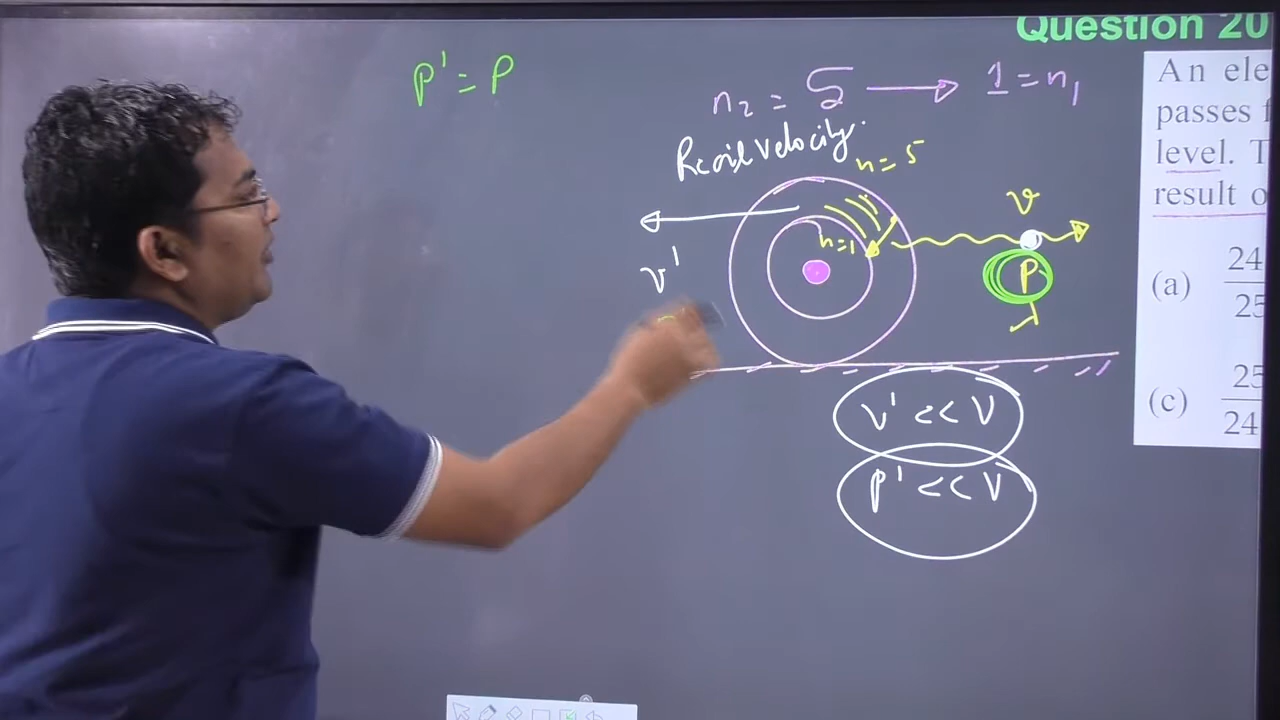 Question 20
P' = P
n₂ = 5 → 1 = n₁
Recoil velocity
n = 5
v
n=1
v'
P
v' << V
p' << V
An ele
passes f
level. T
result o
(a) 24
25
(c) 25
24